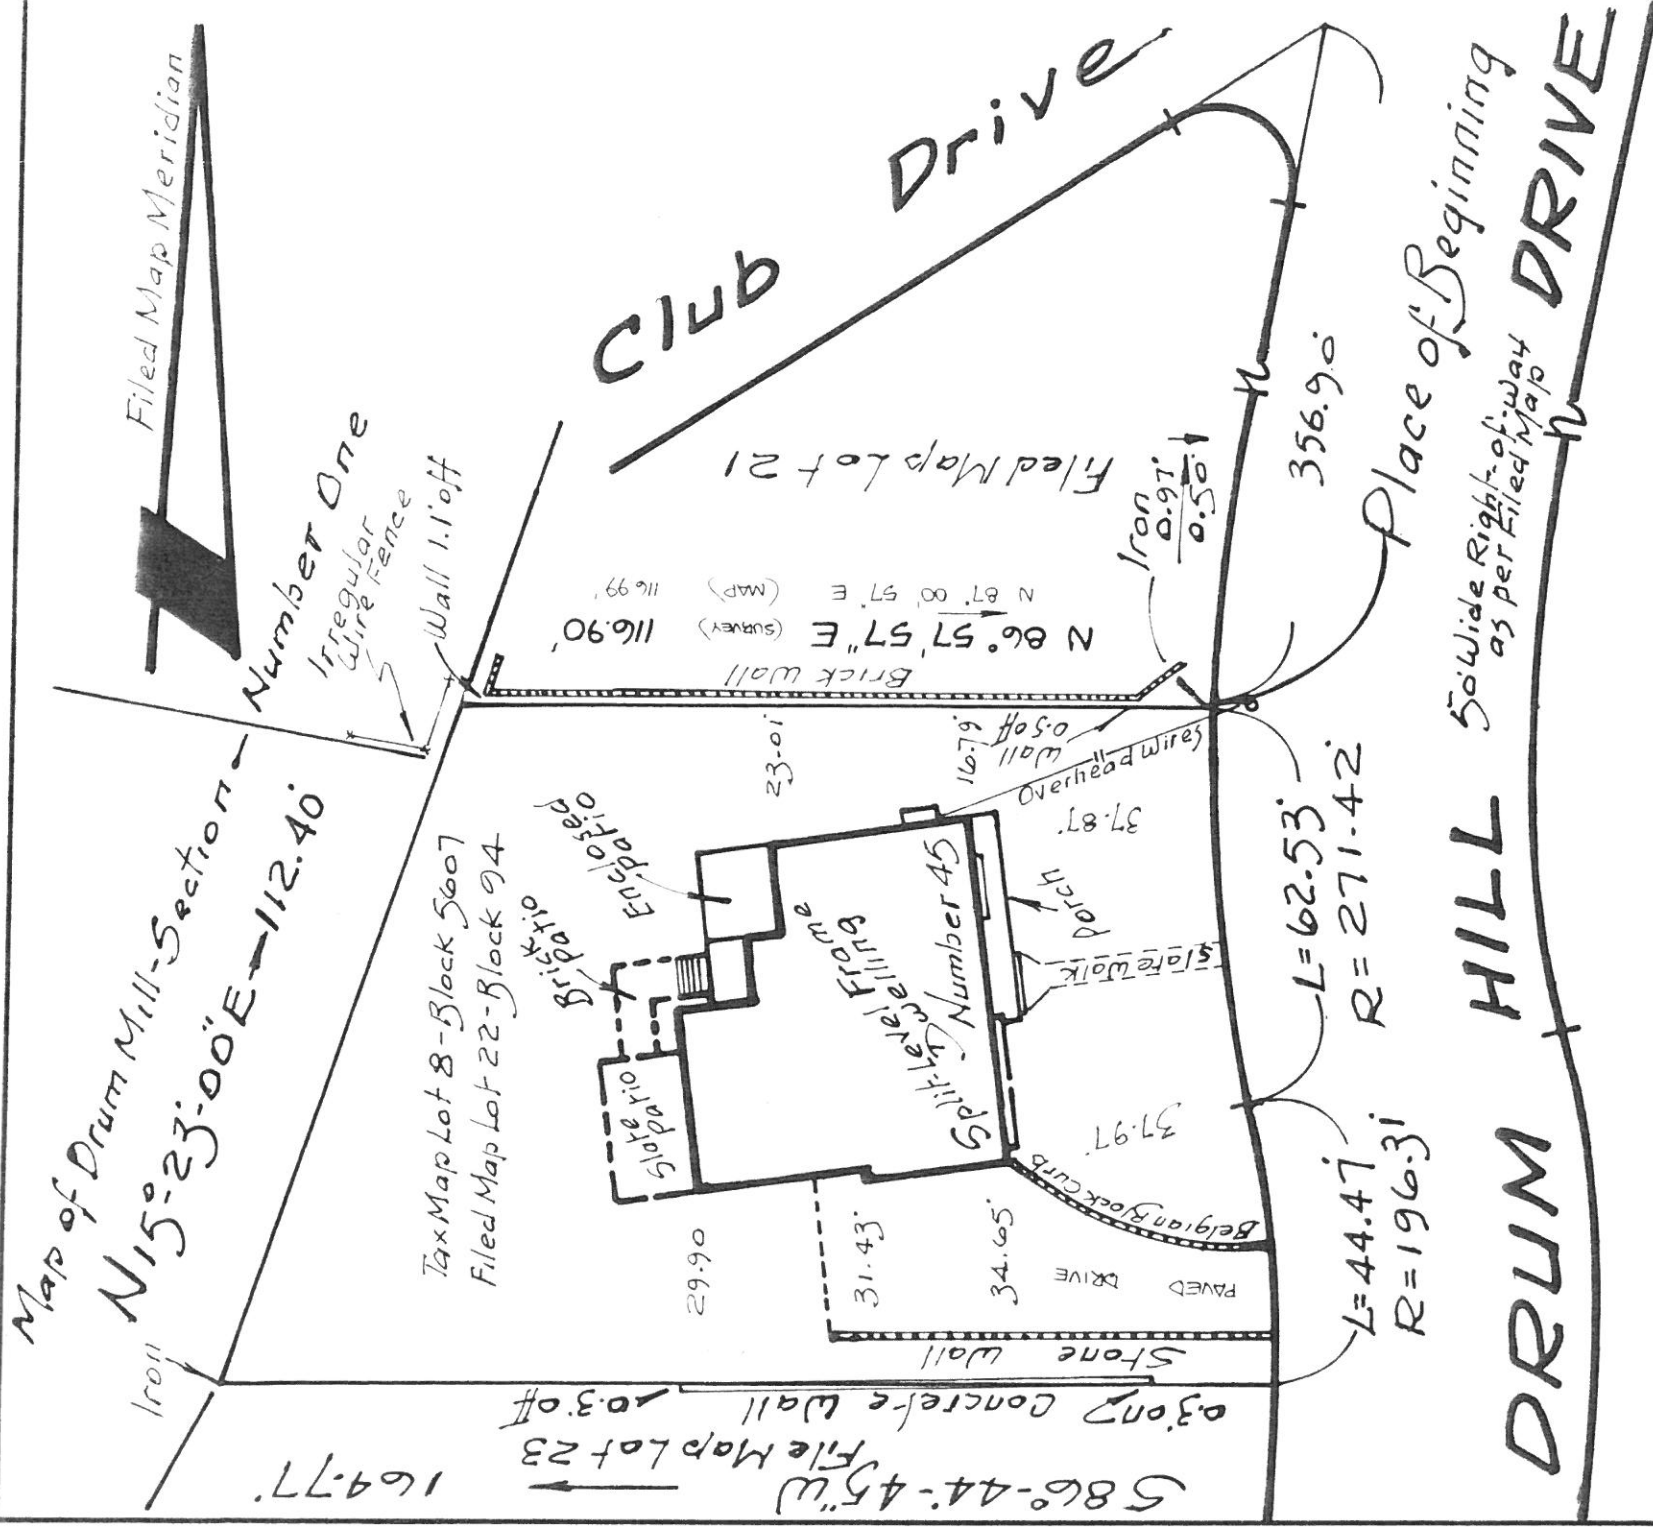 Filed Map Meridian
Map of Drum Mill-Section — Number One
N15°-23'-00"E—112.40'
Irregular
Wire Fence
Wall 1.1'off
Iron
Club Drive
Filed Map Lot 21
N 87° 00' 57" E (MAP) 116.99'
N 86° 57' 57" E (SURVEY) 116.90'
Brick Wall
Iron
0.97'
0.50'
Wall
0.5off
Overhead Wires
23.01'
16.79'
37.87'
Tax Map Lot 8-Block 5607
Filed Map Lot 22-Block 94
Enclosed
patio
Brick
Patio
Slate
patio
Split-Level Frame
Dwelling
Number 45
Porch
Slate Walk
37.97'
Belgian Block Curb
29.90
31.43'
34.65'
PAVED DRIVE
Stone Wall
0.3'on Concrete Wall 0.3'off
File Map Lot 23
S 86°-44'-45"W 164.77'
356.90'
Place of Beginning
L=62.53'
R=271.42'
L=44.47'
R=196.31'
50'Wide Right-of-Way
as per Filed Map
DRUM HILL DRIVE